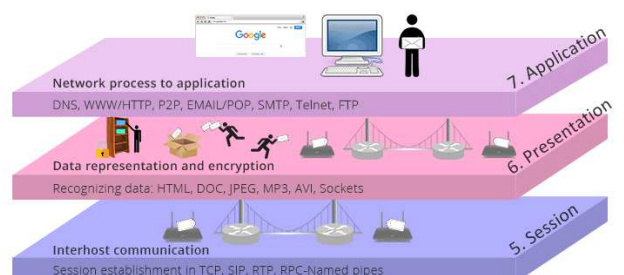 Google
Network process to application
7. Application
DNS, WWW/HTTP, P2P, EMAIL/POP, SMTP, Telnet, FTP
Data representation and encryption
6. Presentation
Recognizing data: HTML, DOC, JPEG, MP3, AVI, Sockets
Interhost communication
5. Session
Session establishment in TCP, SIP, RTP, RPC-Named pipes